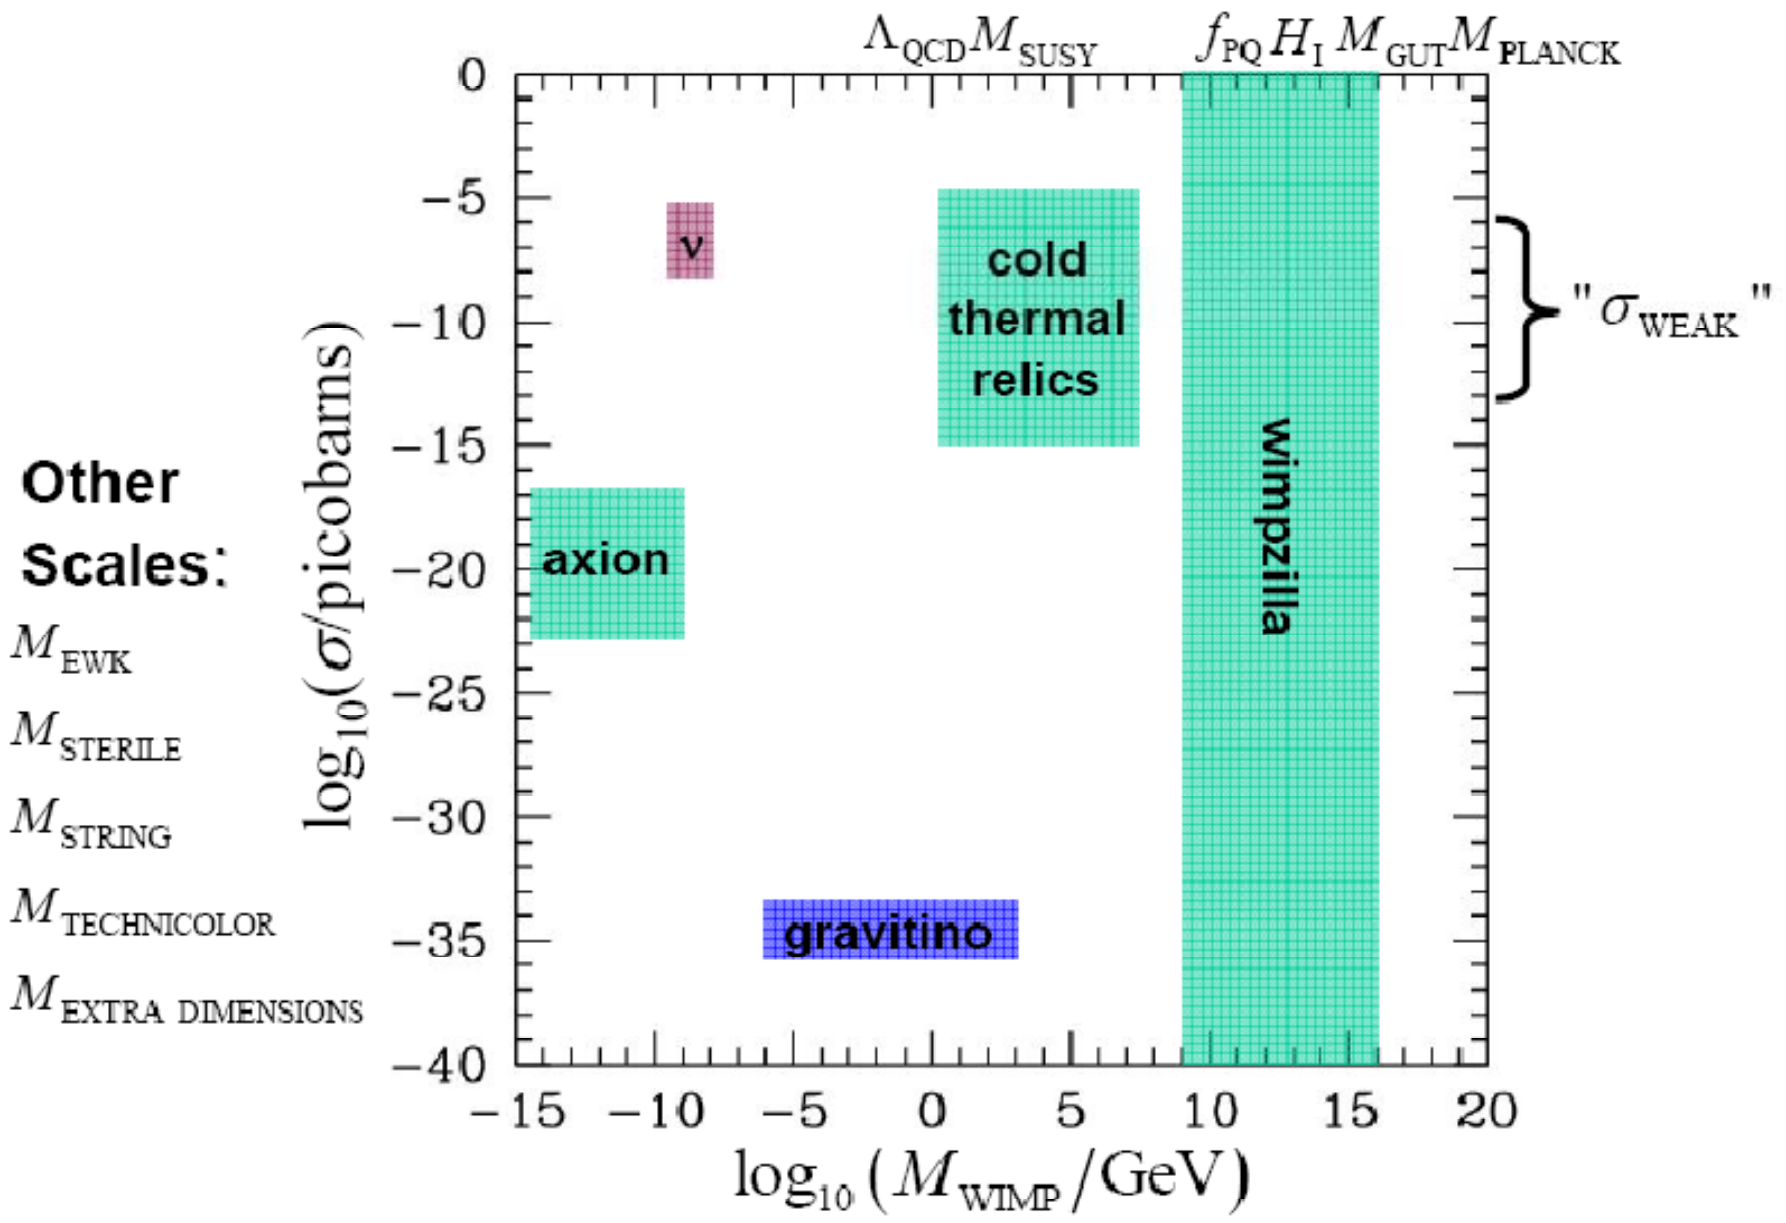 Λ_QCD M_SUSY f_PQ H_I M_GUT M_PLANCK
0
−5
−10
−15
−20
−25
−30
−35
−40
log₁₀(σ/picobarns)
ν
cold
thermal
relics
wimpzilla
axion
gravitino
"σ_WEAK"
Other
Scales:
M_EWK
M_STERILE
M_STRING
M_TECHNICOLOR
M_EXTRA DIMENSIONS
−15 −10 −5 0 5 10 15 20
log₁₀(M_WIMP/GeV)